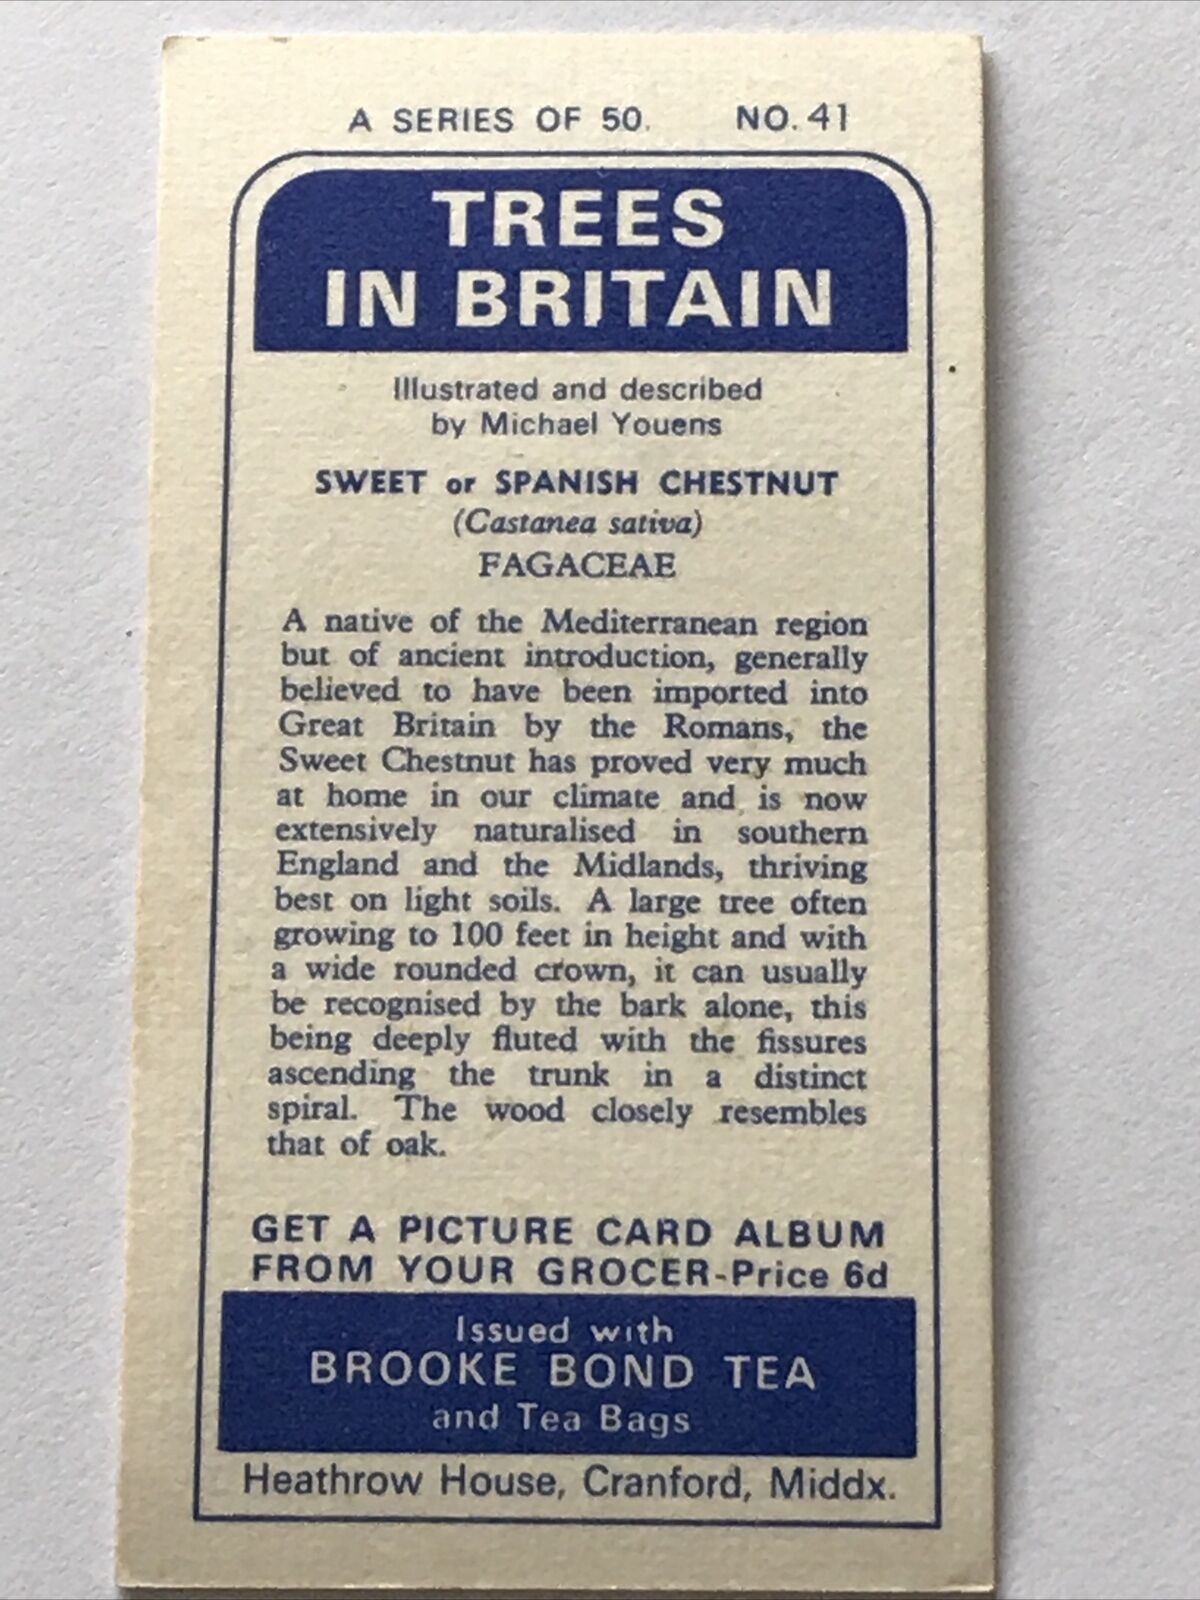 A SERIES OF 50. NO. 41
TREES
IN BRITAIN
Illustrated and described
by Michael Youens
SWEET or SPANISH CHESTNUT
(Castanea sativa)
FAGACEAE
A native of the Mediterranean region
but of ancient introduction, generally
believed to have been imported into
Great Britain by the Romans, the
Sweet Chestnut has proved very much
at home in our climate and is now
extensively naturalised in southern
England and the Midlands, thriving
best on light soils. A large tree often
growing to 100 feet in height and with
a wide rounded crown, it can usually
be recognised by the bark alone, this
being deeply fluted with the fissures
ascending the trunk in a distinct
spiral. The wood closely resembles
that of oak.
GET A PICTURE CARD ALBUM
FROM YOUR GROCER-Price 6d
Issued with
BROOKE BOND TEA
and Tea Bags
Heathrow House, Cranford, Middx.